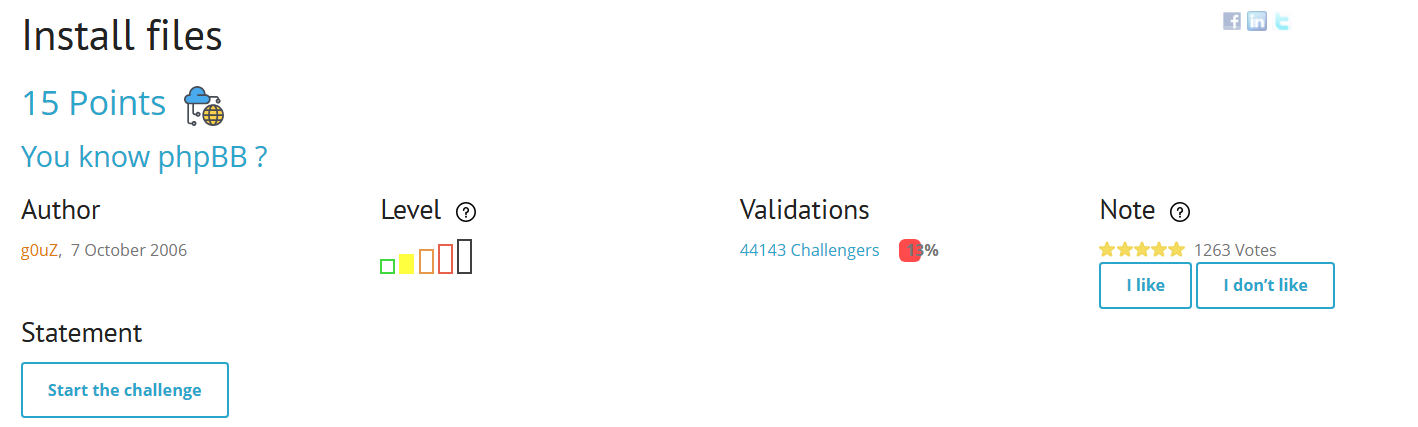 Install files
15 Points
You know phpBB ?
Author
Level ?
Validations
Note ?
g0uZ, 7 October 2006
44143 Challengers 13%
1263 Votes
I like
I don't like
Statement
Start the challenge